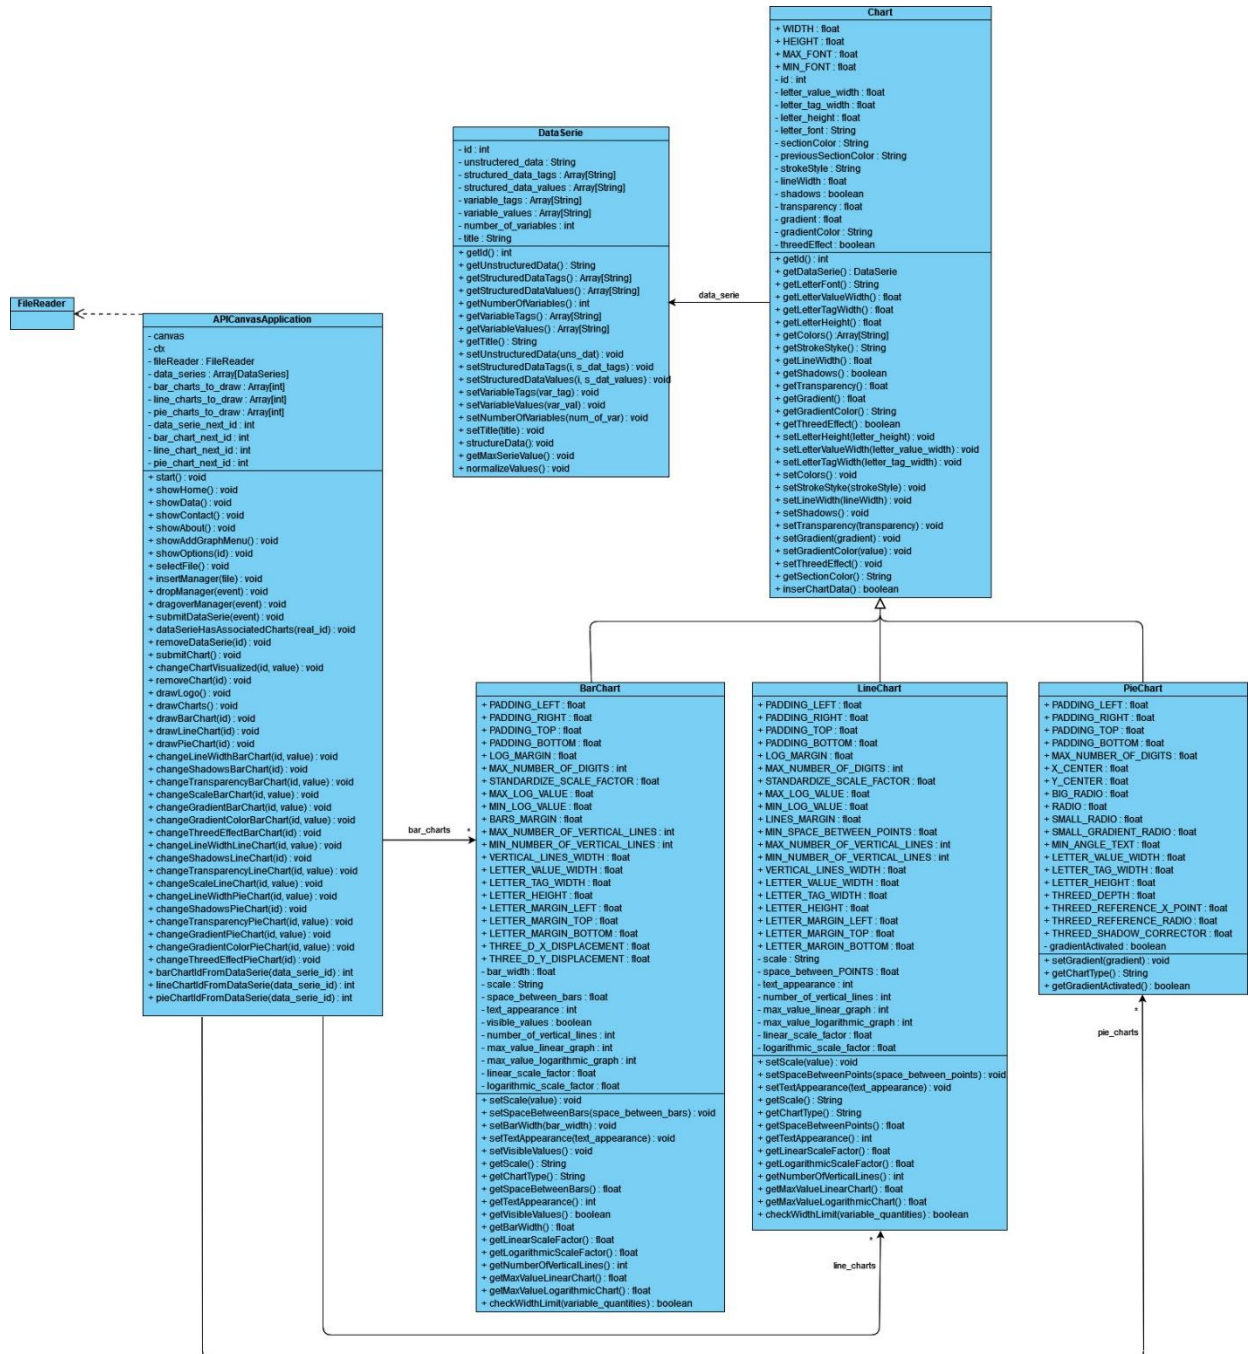 Chart
+ WIDTH : float
+ HEIGHT : float
+ MAX_FONT : float
+ MIN_FONT : float
- id : int
- letter_value_width : float
- letter_tag_width : float
- letter_height : float
- letter_font : String
- sectionColor : String
- previousSectionColor : String
- strokeStyle : String
- lineWidth : float
- shadows : boolean
- transparency : float
- gradient : float
- gradientColor : String
- threedEffect : boolean
+ getId() : int
+ getDataSerie() : DataSerie
+ getLetterFont() : String
+ getLetterValueWidth() : float
+ getLetterTagWidth() : float
+ getLetterHeight() : float
+ getColors() :Array[String]
+ getStrokeStyke() : String
+ getLineWidth() : float
+ getShadows() : boolean
+ getTransparency() : float
+ getGradient() : float
+ getGradientColor() : String
+ getThreedEffect() : boolean
+ setLetterHeight(letter_height) : void
+ setLetterValueWidth(letter_value_width) : void
+ setLetterTagWidth(letter_tag_width) : void
+ setColors() : void
+ setStrokeStyke(strokeStyle) : void
+ setLineWidth(lineWidth) : void
+ setShadows() : void
+ setTransparency(transparency) : void
+ setGradient(gradient) : void
+ setGradientColor(value) : void
+ setThreedEffect() : void
+ getSectionColor() : String
+ inserChartData() : boolean
DataSerie
- id : int
- unstructered_data : String
- structured_data_tags : Array[String]
- structured_data_values : Array[String]
- variable_tags : Array[String]
- variable_values : Array[String]
- number_of_variables : int
- title : String
+ getId() : int
+ getUnstructuredData() : String
+ getStructuredDataTags() : Array[String]
+ getStructuredDataValues() : Array[String]
+ getNumberOfVariables() : int
+ getVariableTags() : Array[String]
+ getVariableValues() : Array[String]
+ getTitle() : String
+ setUnstructuredData(uns_dat) : void
+ setStructuredDataTags(i, s_dat_tags) : void
+ setStructuredDataValues(i, s_dat_values) : void
+ setVariableTags(var_tag) : void
+ setVariableValues(var_val) : void
+ setNumberOfVariables(num_of_var) : void
+ setTitle(title) : void
+ structureData(): void
+ getMaxSerieValue() : void
+ normalizeValues() : void
data_serie
FileReader
APICanvasApplication
- canvas
- ctx
- fileReader : FileReader
- data_series : Array[DataSeries]
- bar_charts_to_draw : Array[int]
- line_charts_to_draw : Array[int]
- pie_charts_to_draw : Array[int]
- data_serie_next_id : int
- bar_chart_next_id : int
- line_chart_next_id : int
- pie_chart_next_id : int
+ start() : void
+ showHome() : void
+ showData() : void
+ showContact() : void
+ showAbout() : void
+ showAddGraphMenu() : void
+ showOptions(id) : void
+ selectFile() : void
+ insertManager(file) : void
+ dropManager(event) : void
+ dragoverManager(event) : void
+ submitDataSerie(event) : void
+ dataSerieHasAssociatedCharts(real_id) : void
+ removeDataSerie(id) : void
+ submitChart() : void
+ changeChartVisualized(id, value) : void
+ removeChart(id) : void
+ drawLogo() : void
+ drawCharts() : void
+ drawBarChart(id) : void
+ drawLineChart(id) : void
+ drawPieChart(id) : void
+ changeLineWidthBarChart(id, value) : void
+ changeShadowsBarChart(id) : void
+ changeTransparencyBarChart(id, value) : void
+ changeScaleBarChart(id, value) : void
+ changeGradientBarChart(id, value) : void
+ changeGradientColorBarChart(id, value) : void
+ changeThreedEffectBarChart(id) : void
+ changeLineWidthLineChart(id, value) : void
+ changeShadowsLineChart(id) : void
+ changeTransparencyLineChart(id, value) : void
+ changeScaleLineChart(id, value) : void
+ changeLineWidthPieChart(id, value) : void
+ changeShadowsPieChart(id) : void
+ changeTransparencyPieChart(id, value) : void
+ changeGradientPieChart(id, value) : void
+ changeGradientColorPieChart(id, value) : void
+ changeThreedEffectPieChart(id) : void
+ barChartIdFromDataSerie(data_serie_id) : int
+ lineChartIdFromDataSerie(data_serie_id) : int
+ pieChartIdFromDataSerie(data_serie_id) : int
bar_charts *
BarChart
+ PADDING_LEFT : float
+ PADDING_RIGHT : float
+ PADDING_TOP : float
+ PADDING_BOTTOM : float
+ LOG_MARGIN : float
+ MAX_NUMBER_OF_DIGITS : int
+ STANDARDIZE_SCALE_FACTOR : float
+ MAX_LOG_VALUE : float
+ MIN_LOG_VALUE : float
+ BARS_MARGIN : float
+ MAX_NUMBER_OF_VERTICAL_LINES : int
+ MIN_NUMBER_OF_VERTICAL_LINES : int
+ VERTICAL_LINES_WIDTH : float
+ LETTER_VALUE_WIDTH : float
+ LETTER_TAG_WIDTH : float
+ LETTER_HEIGHT : float
+ LETTER_MARGIN_LEFT : float
+ LETTER_MARGIN_TOP : float
+ LETTER_MARGIN_BOTTOM : float
+ THREE_D_X_DISPLACEMENT : float
+ THREE_D_Y_DISPLACEMENT : float
- bar_width : float
- scale : String
- space_between_bars : float
- text_appearance : int
- visible_values : boolean
- number_of_vertical_lines : int
- max_value_linear_graph : int
- max_value_logarithmic_graph : int
- linear_scale_factor : float
- logarithmic_scale_factor : float
+ setScale(value) : void
+ setSpaceBetweenBars(space_between_bars) : void
+ setBarWidth(bar_width) : void
+ setTextAppearance(text_appearance) : void
+ setVisibleValues() : void
+ getScale() : String
+ getChartType() : String
+ getSpaceBetweenBars() : float
+ getTextAppearance() : int
+ getVisibleValues() : boolean
+ getBarWidth() : float
+ getLinearScaleFactor() : float
+ getLogarithmicScaleFactor() : float
+ getNumberOfVerticalLines() : int
+ getMaxValueLinearChart() : float
+ getMaxValueLogarithmicChart() : float
+ checkWidthLimit(variable_quantities) : boolean
LineChart
+ PADDING_LEFT : float
+ PADDING_RIGHT : float
+ PADDING_TOP : float
+ PADDING_BOTTOM : float
+ LOG_MARGIN : float
+ MAX_NUMBER_OF_DIGITS : int
+ STANDARDIZE_SCALE_FACTOR : float
+ MAX_LOG_VALUE : float
+ MIN_LOG_VALUE : float
+ LINES_MARGIN : float
+ MIN_SPACE_BETWEEN_POINTS : float
+ MAX_NUMBER_OF_VERTICAL_LINES : int
+ MIN_NUMBER_OF_VERTICAL_LINES : int
+ VERTICAL_LINES_WIDTH : float
+ LETTER_VALUE_WIDTH : float
+ LETTER_TAG_WIDTH : float
+ LETTER_HEIGHT : float
+ LETTER_MARGIN_LEFT : float
+ LETTER_MARGIN_TOP : float
+ LETTER_MARGIN_BOTTOM : float
- scale : String
- space_between_POINTS : float
- text_appearance : int
- number_of_vertical_lines : int
- max_value_linear_graph : int
- max_value_logarithmic_graph : int
- linear_scale_factor : float
- logarithmic_scale_factor : float
+ setScale(value) : void
+ setSpaceBetweenPoints(space_between_points) : void
+ setTextAppearance(text_appearance) : void
+ getScale() : String
+ getChartType() : String
+ getSpaceBetweenPoints() : float
+ getTextAppearance() : int
+ getLinearScaleFactor() : float
+ getLogarithmicScaleFactor() : float
+ getNumberOfVerticalLines() : int
+ getMaxValueLinearChart() : float
+ getMaxValueLogarithmicChart() : float
+ checkWidthLimit(variable_quantities) : boolean
*
line_charts
PieChart
+ PADDING_LEFT : float
+ PADDING_RIGHT : float
+ PADDING_TOP : float
+ PADDING_BOTTOM : float
+ MAX_NUMBER_OF_DIGITS : float
+ X_CENTER : float
+ Y_CENTER : float
+ BIG_RADIO : float
+ RADIO : float
+ SMALL_RADIO : float
+ SMALL_GRADIENT_RADIO : float
+ MIN_ANGLE_TEXT : float
+ LETTER_VALUE_WIDTH : float
+ LETTER_TAG_WIDTH : float
+ LETTER_HEIGHT : float
+ THREED_DEPTH : float
+ THREED_REFERENCE_X_POINT : float
+ THREED_REFERENCE_RADIO : float
+ THREED_SHADOW_CORRECTOR : float
- gradientActivated : boolean
+ setGradient(gradient) : void
+ getChartType() : String
+ getGradientActivated() : boolean
*
pie_charts